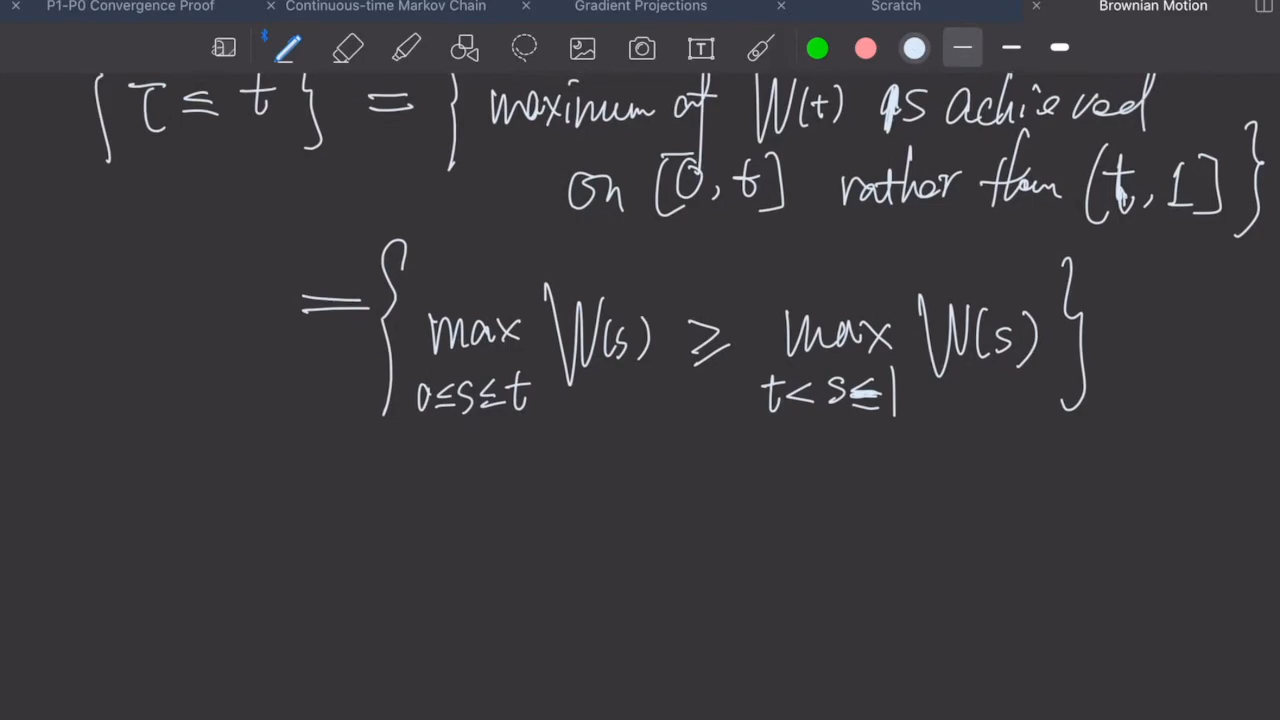 P1-P0 Convergence Proof Continuous-time Markov Chain Gradient Projections Scratch Brownian Motion
{τ ≤ t} = { maximum of W(t) is achieved
on [0, t] rather than (t, 1] }
= { max W(s) ≥ max W(s) }
0≤s≤t t<s≤1